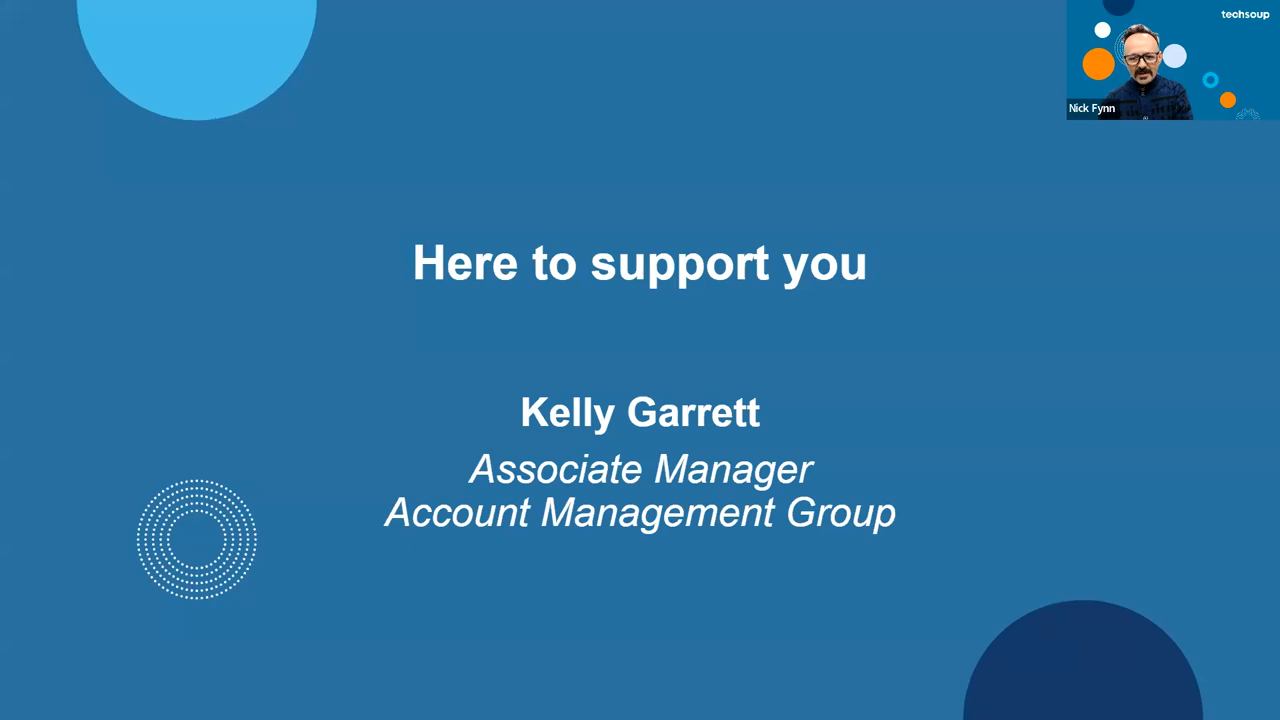 techsoup
Nick Fynn
Here to support you
Kelly Garrett
Associate Manager
Account Management Group